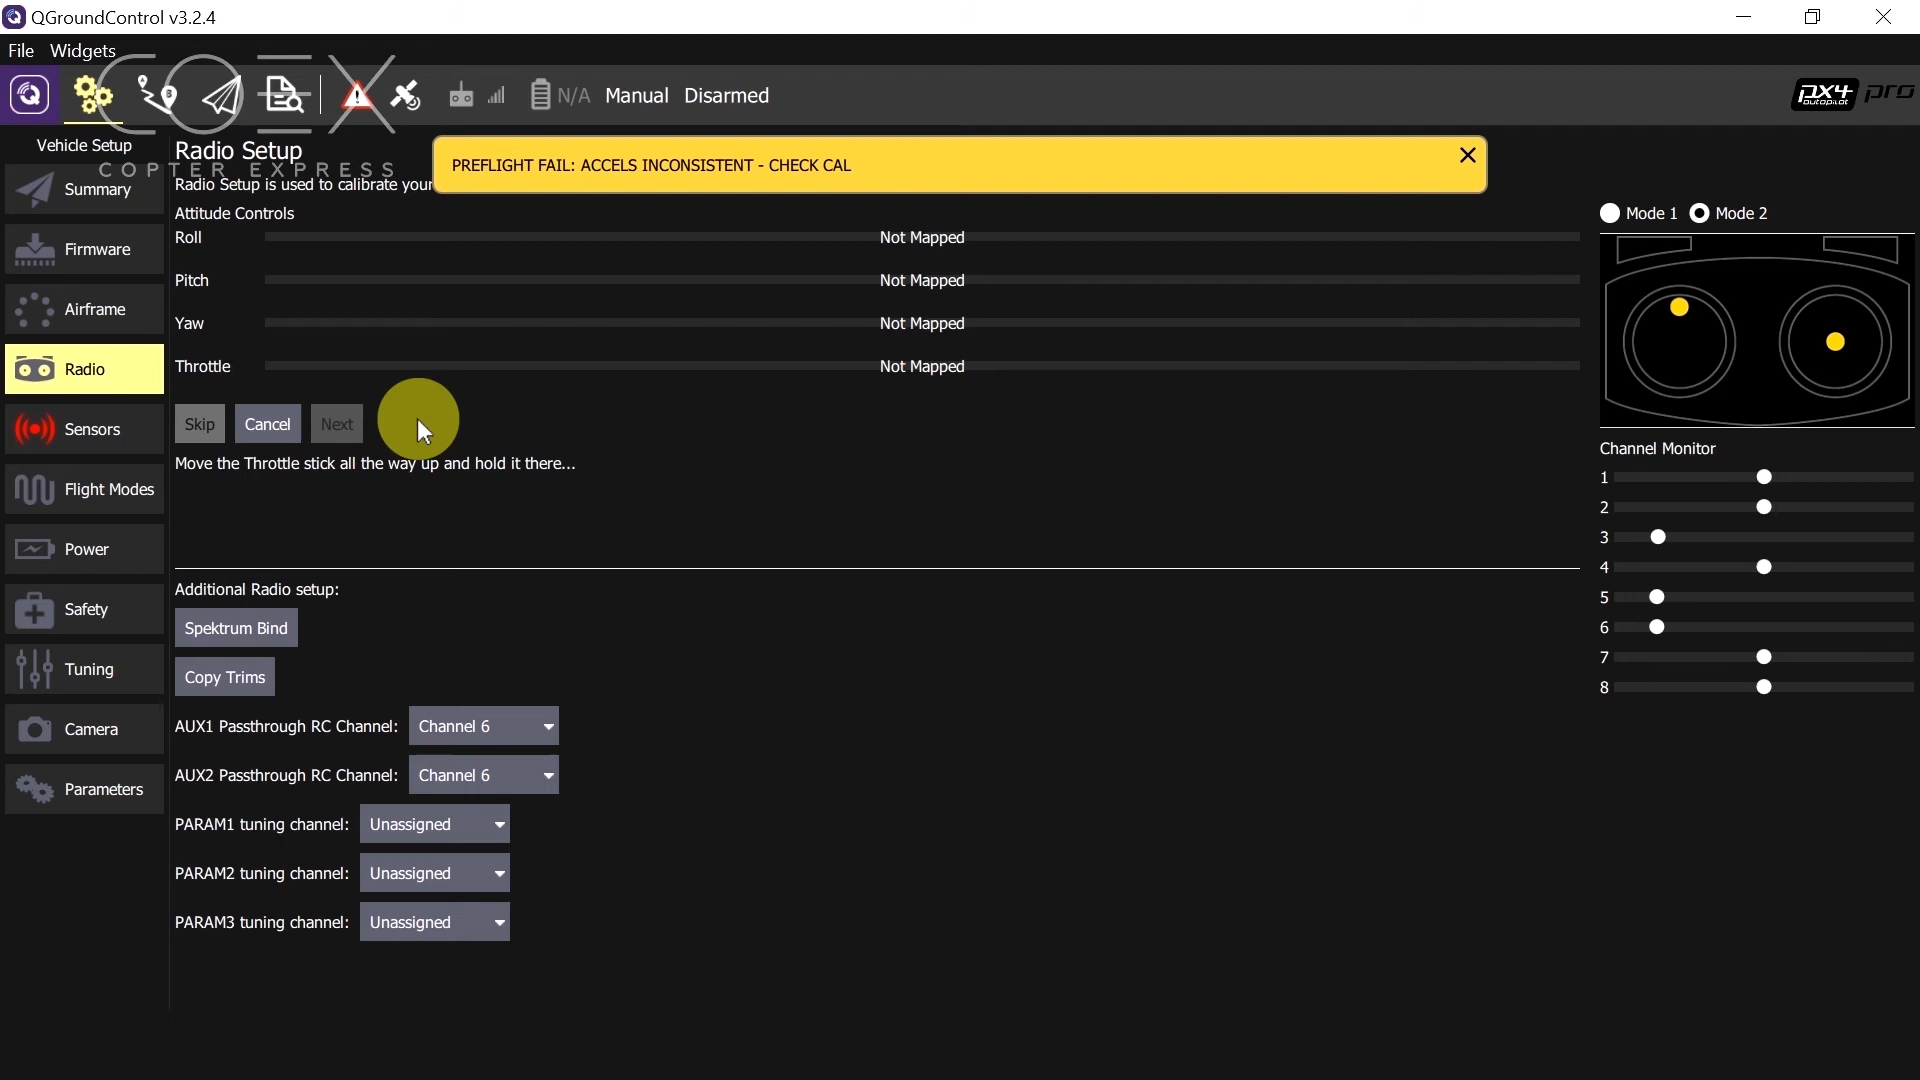 QGroundControl v3.2.4
File Widgets
N/A Manual Disarmed
px4 pro
autopilot
COEX
COPTER EXPRESS
Vehicle Setup
Summary
Firmware
Airframe
Radio
Sensors
Flight Modes
Power
Safety
Tuning
Camera
Parameters
Radio Setup
PREFLIGHT FAIL: ACCELS INCONSISTENT - CHECK CAL
Radio Setup is used to calibrate your
Attitude Controls
Roll Not Mapped
Pitch Not Mapped
Yaw Not Mapped
Throttle Not Mapped
Skip Cancel Next
Move the Throttle stick all the way up and hold it there...
Additional Radio setup:
Spektrum Bind
Copy Trims
AUX1 Passthrough RC Channel: Channel 6
AUX2 Passthrough RC Channel: Channel 6
PARAM1 tuning channel: Unassigned
PARAM2 tuning channel: Unassigned
PARAM3 tuning channel: Unassigned
Mode 1 Mode 2
Channel Monitor
1
2
3
4
5
6
7
8